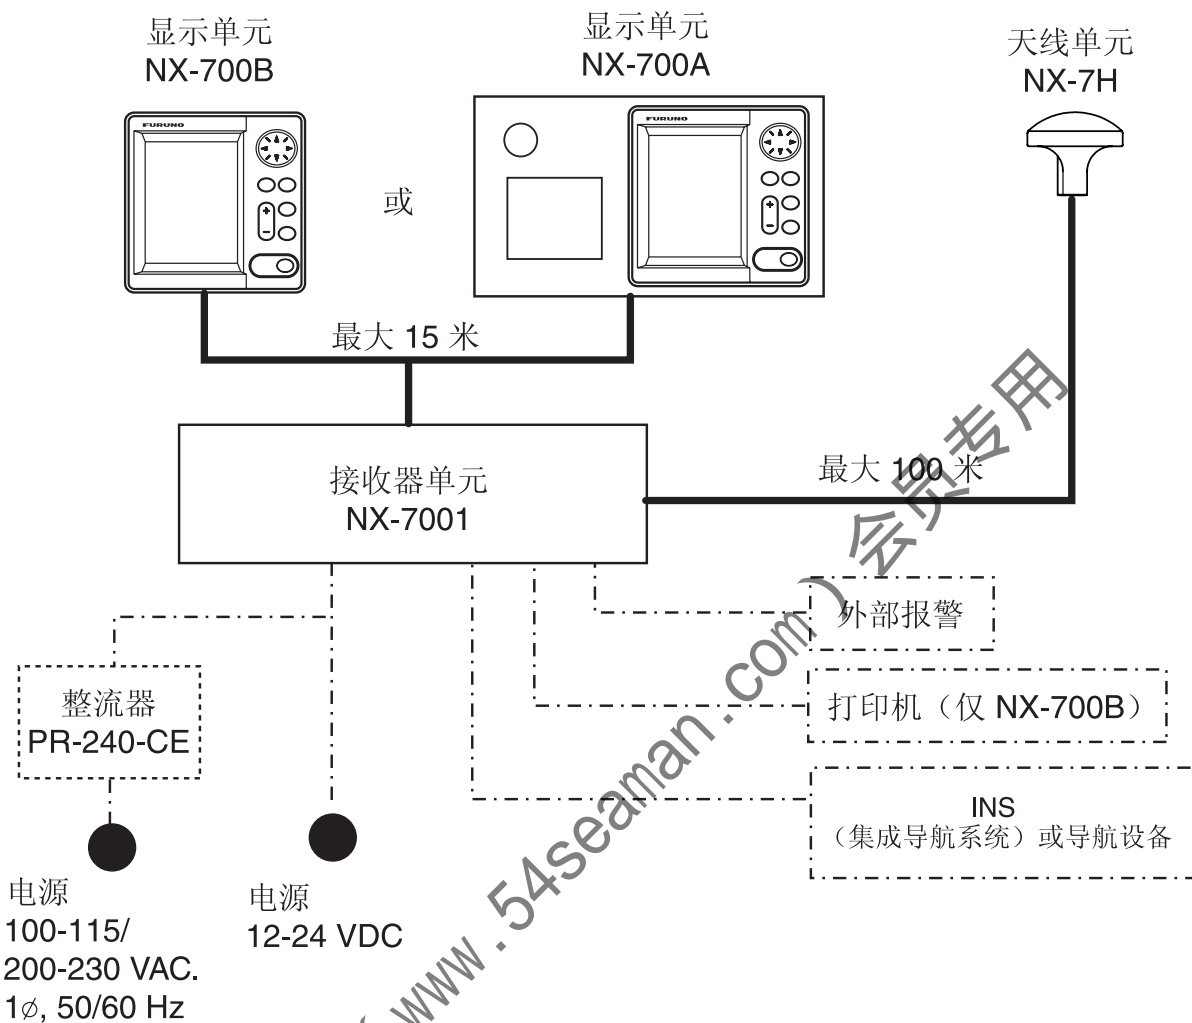 显示单元
NX-700B
显示单元
NX-700A
天线单元
NX-7H
FURUNO
FURUNO
或
最大 15 米
接收器单元
NX-7001
最大 100 米
外部报警
打印机（仅 NX-700B）
INS
（集成导航系统）或导航设备
整流器
PR-240-CE
电源
100-115/
200-230 VAC.
1ø, 50/60 Hz
电源
12-24 VDC
www.54seaman.com）会员专用